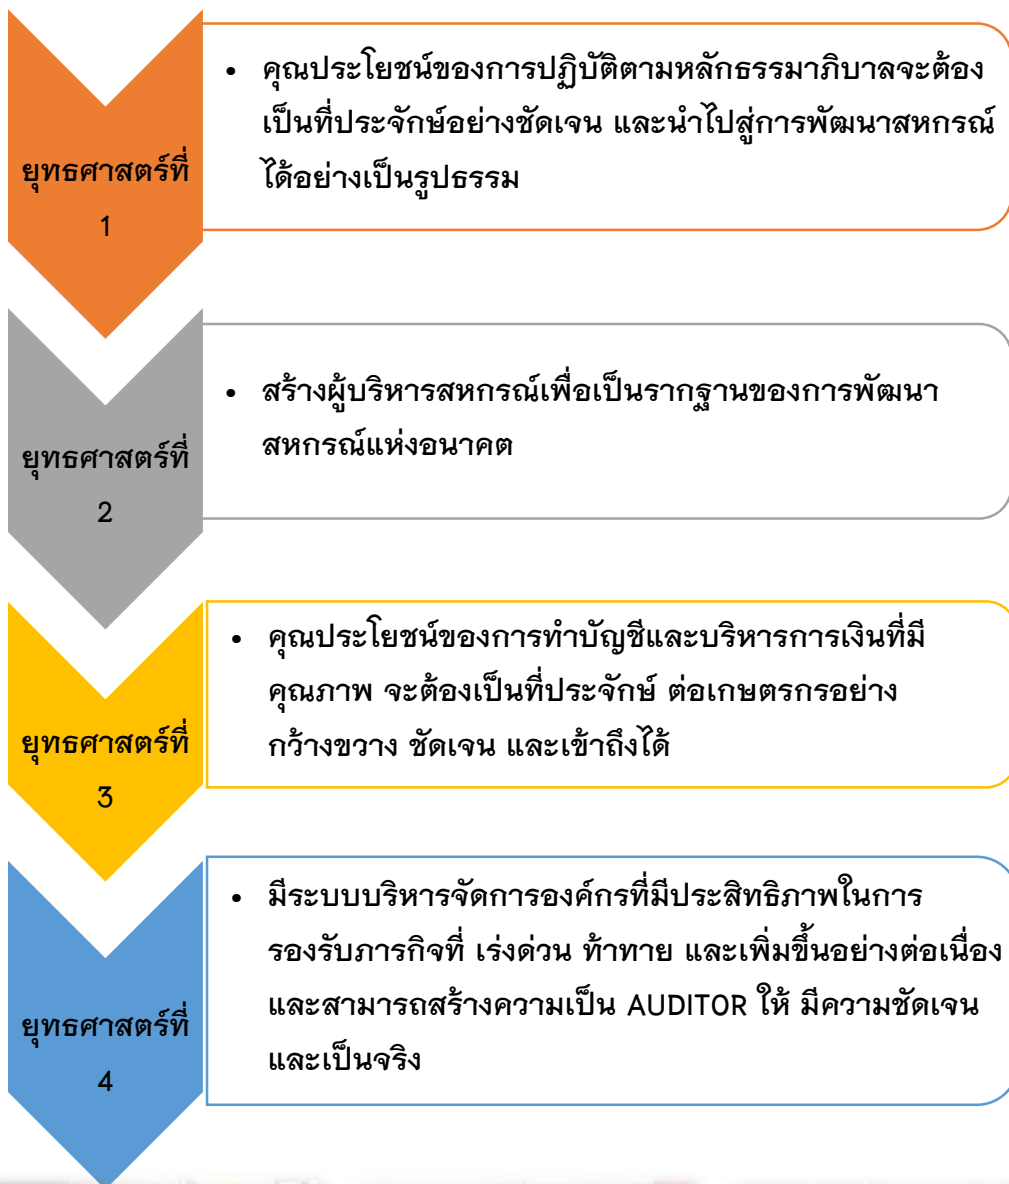 ยุทธศาสตร์ที่
1
• คุณประโยชน์ของการปฏิบัติตามหลักธรรมาภิบาลจะต้อง
เป็นที่ประจักษ์อย่างชัดเจน และนำไปสู่การพัฒนาสหกรณ์
ได้อย่างเป็นรูปธรรม
ยุทธศาสตร์ที่
2
• สร้างผู้บริหารสหกรณ์เพื่อเป็นรากฐานของการพัฒนา
สหกรณ์แห่งอนาคต
ยุทธศาสตร์ที่
3
• คุณประโยชน์ของการทำบัญชีและบริหารการเงินที่มี
คุณภาพ จะต้องเป็นที่ประจักษ์ ต่อเกษตรกรอย่าง
กว้างขวาง ชัดเจน และเข้าถึงได้
ยุทธศาสตร์ที่
4
• มีระบบบริหารจัดการองค์กรที่มีประสิทธิภาพในการ
รองรับภารกิจที่ เร่งด่วน ท้าทาย และเพิ่มขึ้นอย่างต่อเนื่อง
และสามารถสร้างความเป็น AUDITOR ให้ มีความชัดเจน
และเป็นจริง